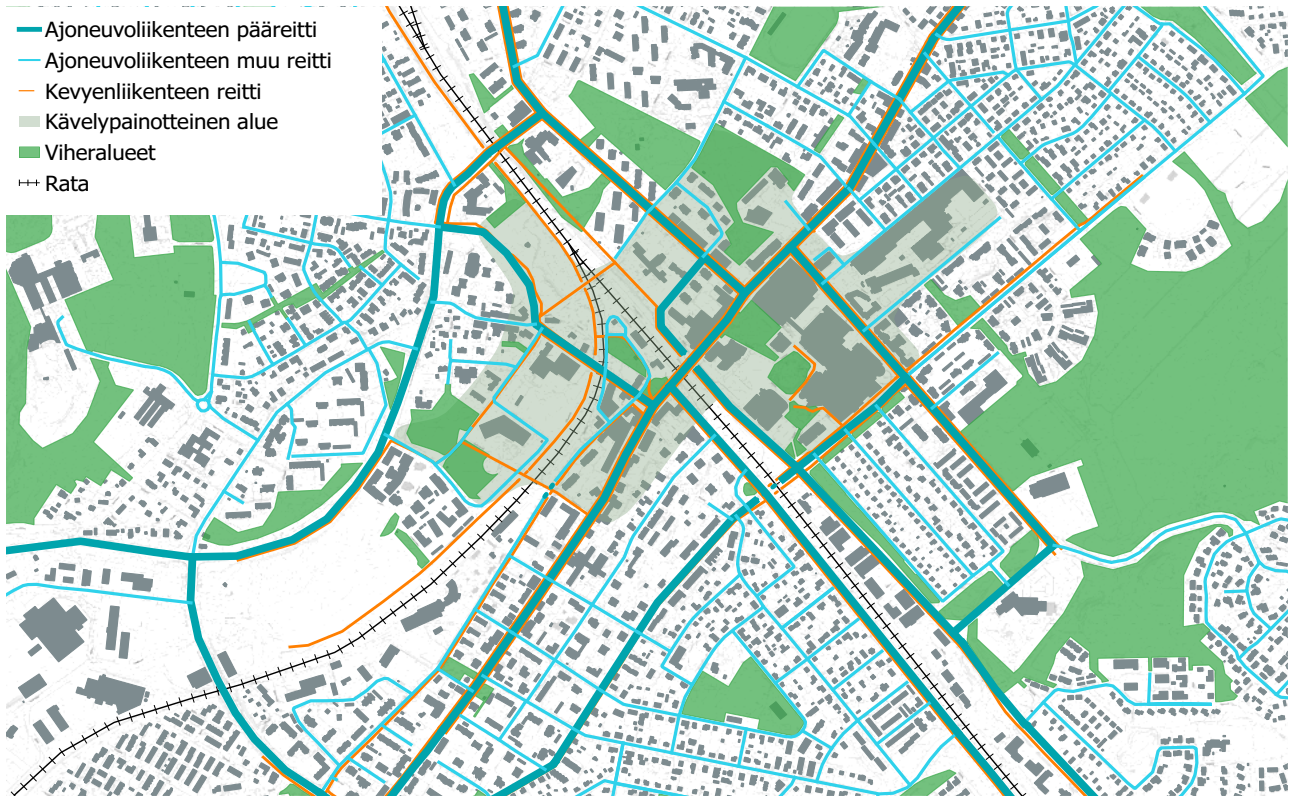 Ajoneuvoliikenteen pääreitti
Ajoneuvoliikenteen muu reitti
Kevyenliikenteen reitti
Kävelypainotteinen alue
Viheralueet
Rata